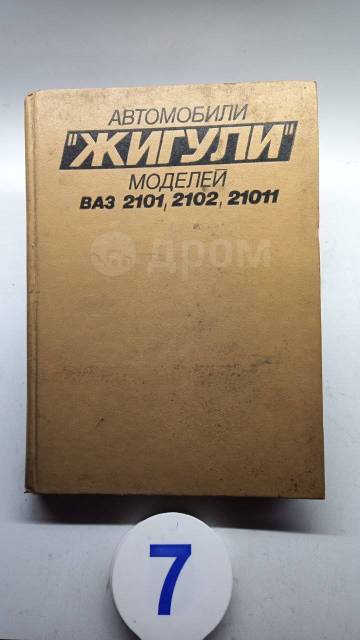 АВТОМОБИЛИ
"ЖИГУЛИ"
МОДЕЛЕЙ
ВАЗ 2101, 2102, 21011
дром
7